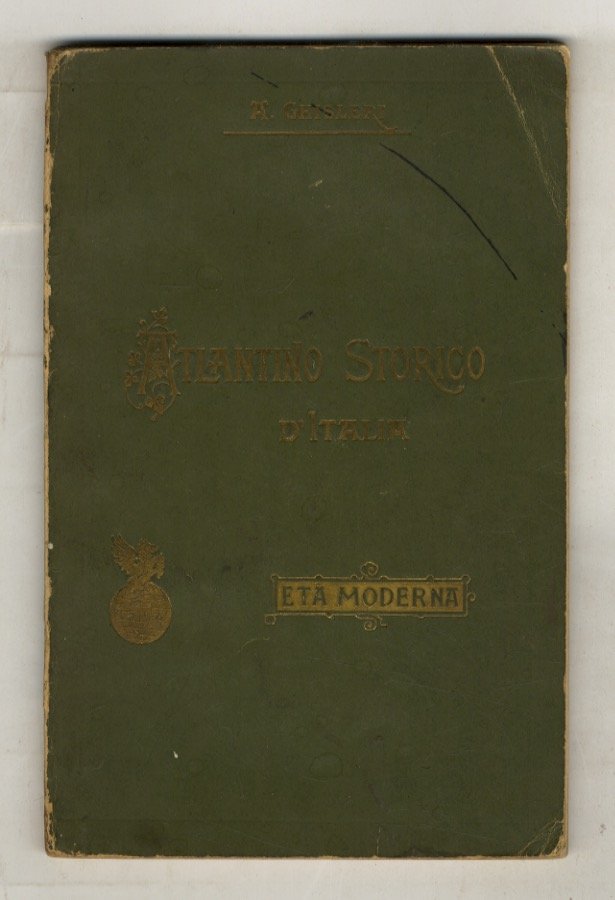 A. GHISLERI
ATLANTINO STORICO
D'ITALIA
ETÀ MODERNA